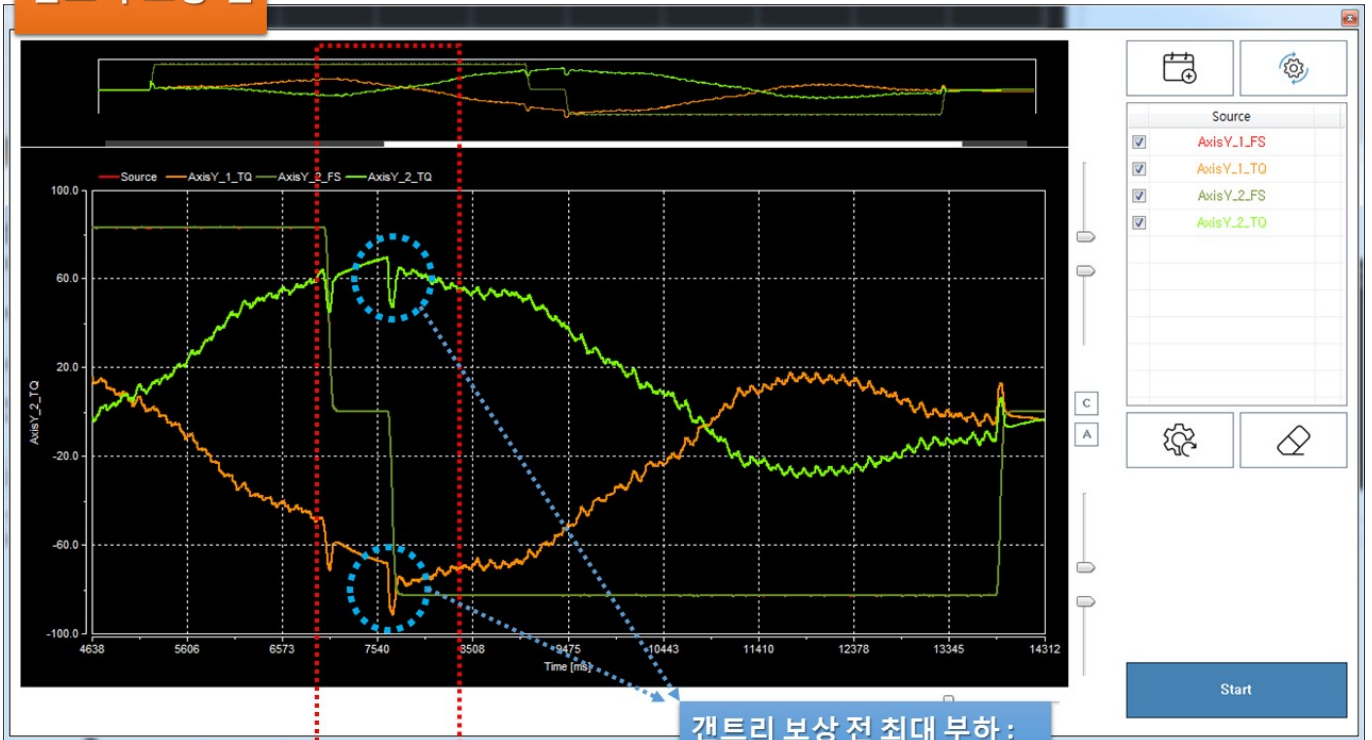 Source
AxisY_1_FS
AxisY_1_TQ
AxisY_2_FS
AxisY_2_TQ
Source AxisY_1_TQ AxisY_2_FS AxisY_2_TQ
100.0
60.0
20.0
-20.0
-60.0
-100.0
AxisY_2_TQ
4638 5606 6573 7540 8508 9475 10443 11410 12378 13345 14312
Time [ms]
C
A
Start
갠트리 보상 전 최대 부하 :